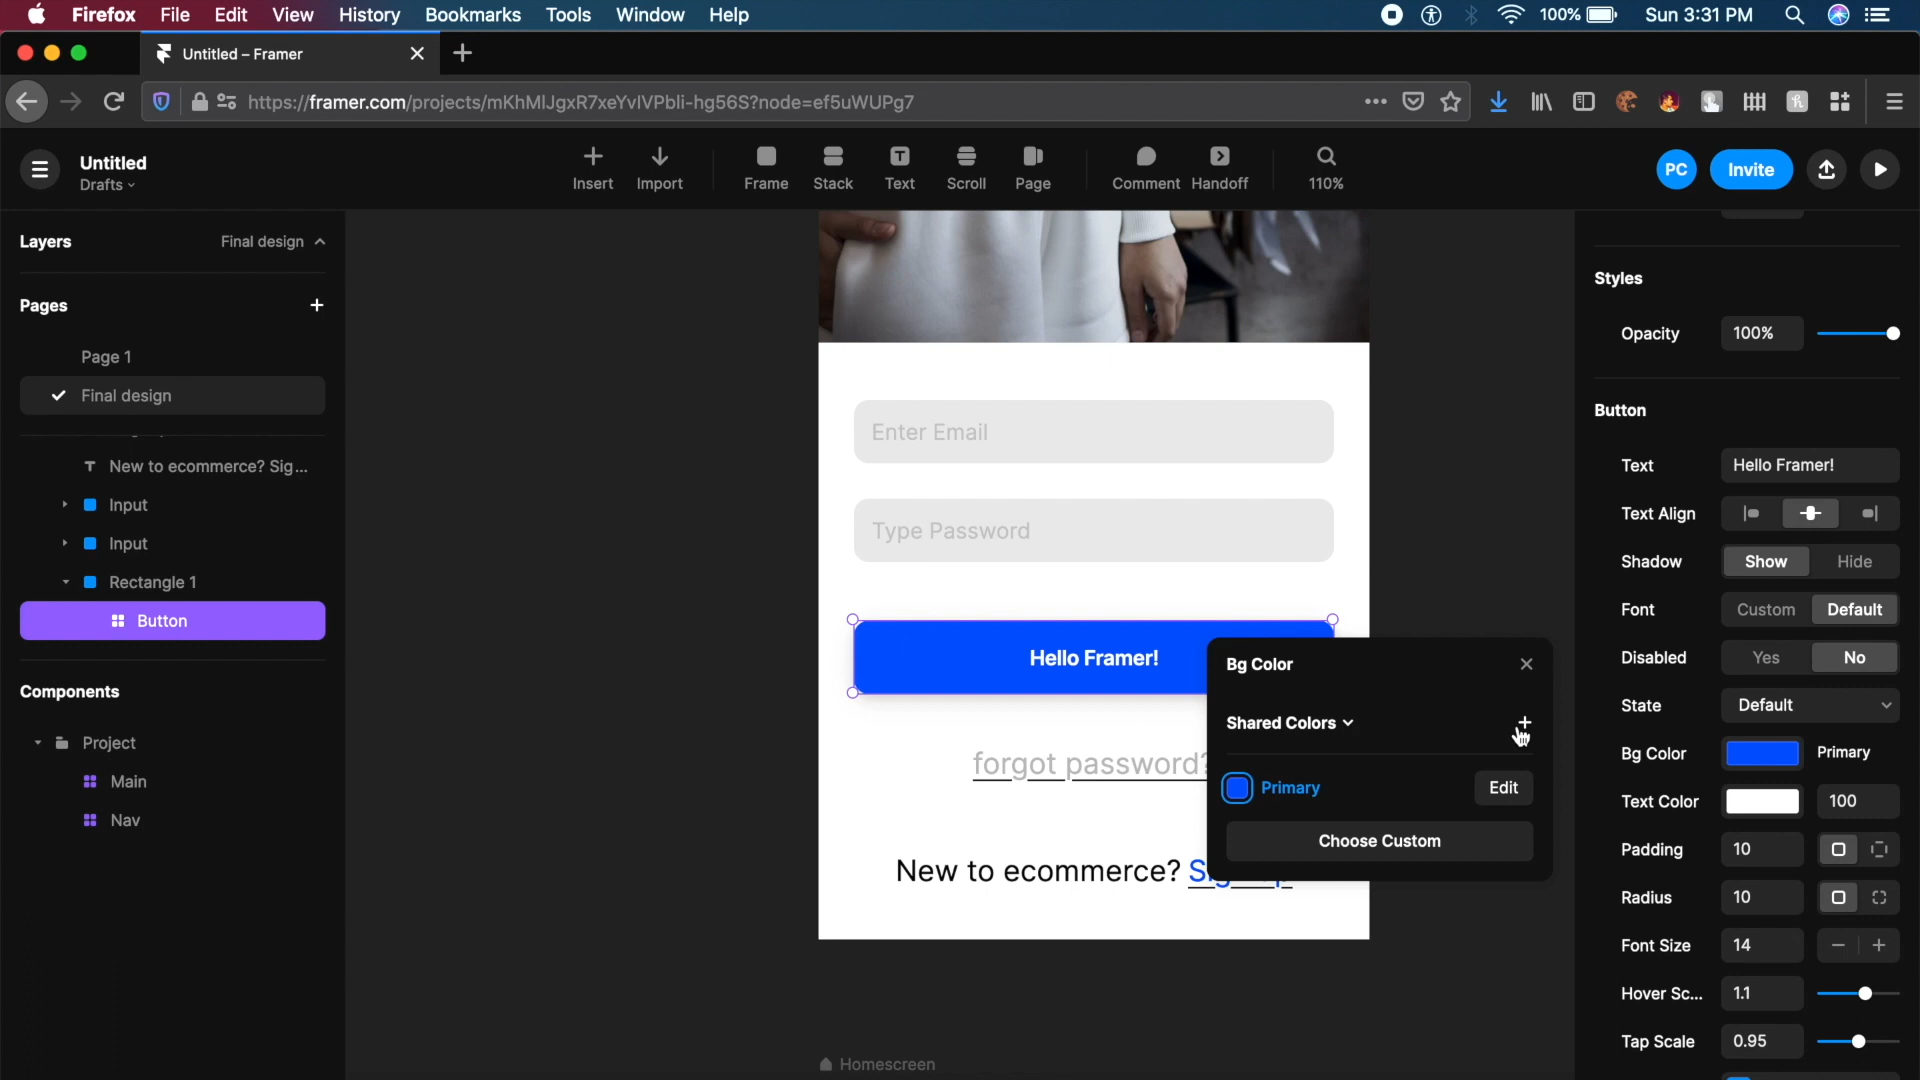 Firefox File Edit View History Bookmarks Tools Window Help 100% Sun 3:31 PM
Untitled – Framer
https://framer.com/projects/mKhMIJgxR7xeYvIVPbli-hg56S?node=ef5uWUPg7
Untitled
Drafts
Insert Import Frame Stack Text Scroll Page Comment Handoff 110%
PC Invite
Layers Final design
Pages
Page 1
Final design
New to ecommerce? Sig...
Input
Input
Rectangle 1
Button
Components
Project
Main
Nav
Enter Email
Type Password
Hello Framer!
forgot password?
New to ecommerce?
Homescreen
Bg Color
Shared Colors
Primary Edit
Choose Custom
Styles
Opacity 100%
Button
Text Hello Framer!
Text Align
Shadow Show Hide
Font Custom Default
Disabled Yes No
State Default
Bg Color Primary
Text Color 100
Padding 10
Radius 10
Font Size 14
Hover Sc... 1.1
Tap Scale 0.95